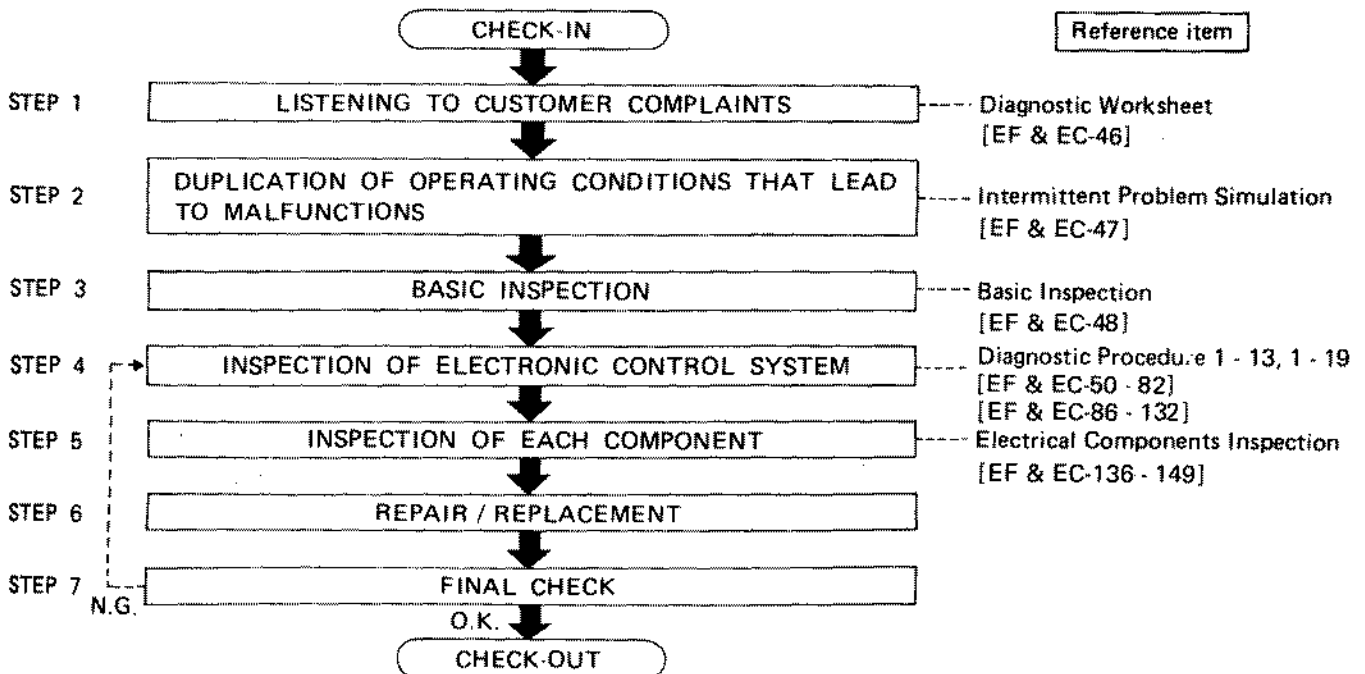 CHECK-IN
Reference item
STEP 1
LISTENING TO CUSTOMER COMPLAINTS
Diagnostic Worksheet
[EF & EC-46]
STEP 2
DUPLICATION OF OPERATING CONDITIONS THAT LEAD
TO MALFUNCTIONS
Intermittent Problem Simulation
[EF & EC-47]
STEP 3
BASIC INSPECTION
Basic Inspection
[EF & EC-48]
STEP 4
INSPECTION OF ELECTRONIC CONTROL SYSTEM
Diagnostic Procedure 1 - 13, 1 - 19
[EF & EC-50 - 82]
[EF & EC-86 - 132]
STEP 5
INSPECTION OF EACH COMPONENT
Electrical Components Inspection
[EF & EC-136 - 149]
STEP 6
REPAIR / REPLACEMENT
STEP 7
FINAL CHECK
N.G.
O.K.
CHECK-OUT